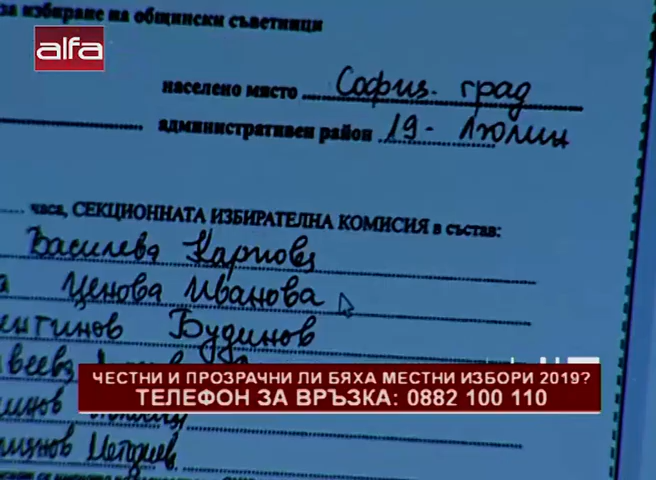 за избиране на общински съветници
alfa
населено място София- град
административен район 19- Люлин
часа, СЕКЦИОННАТА ИЗБИРАТЕЛНА КОМИСИЯ в състав:
Василева Карпова
Ценова Иванова
ентинов Будинов
веева
ЧЕСТНИ И ПРОЗРАЧНИ ЛИ БЯХА МЕСТНИ ИЗБОРИ 2019?
ТЕЛЕФОН ЗА ВРЪЗКА: 0882 100 110
Методиев